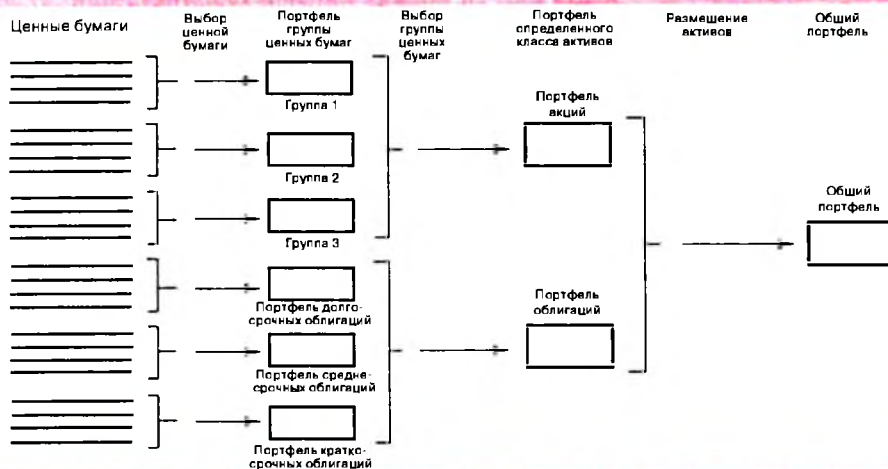 Ценные бумаги
Выбор
ценной
бумаги
Портфель
группы
ценных бумаг
Выбор
группы
ценных
бумаг
Портфель
определенного
класса активов
Размещение
активов
Общий
портфель
Группа 1
Группа 2
Группа 3
Портфель долго-
срочных облигаций
Портфель средне-
срочных облигаций
Портфель кратко-
срочных облигаций
Портфель
акций
Портфель
облигаций
Общий
портфель